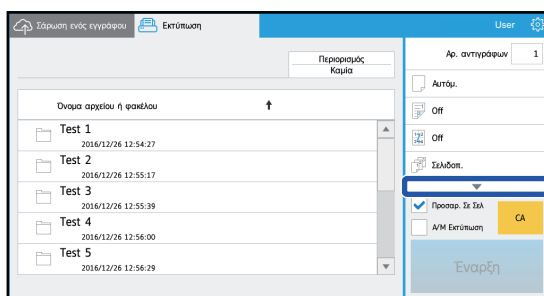 Σάρωση ενός εγγράφου Εκτύπωση User
Περιορισμός
Καμία
Όνομα αρχείου ή φακέλου
Test 1
2016/12/26 12:54:27
Test 2
2016/12/26 12:55:17
Test 3
2016/12/26 12:55:39
Test 4
2016/12/26 12:56:00
Test 5
2016/12/26 12:56:29
Αρ. αντιγράφων 1
Αυτόμ.
Off
Off
Σελιδοπ.
Προσαρ. Σε Σελ
Α/Μ Εκτύπωση
CA
Έναρξη